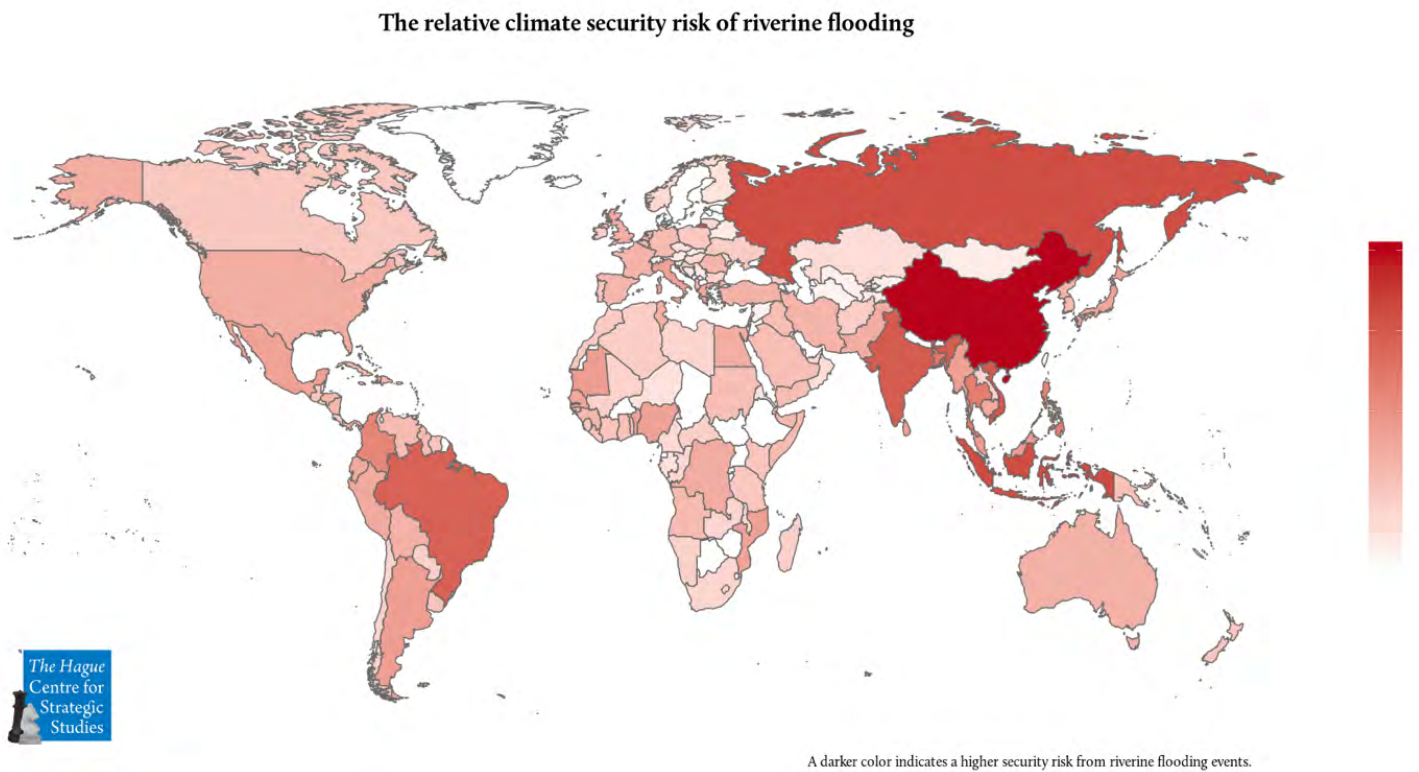 The relative climate security risk of riverine flooding
The Hague
Centre for
Strategic
Studies
A darker color indicates a higher security risk from riverine flooding events.